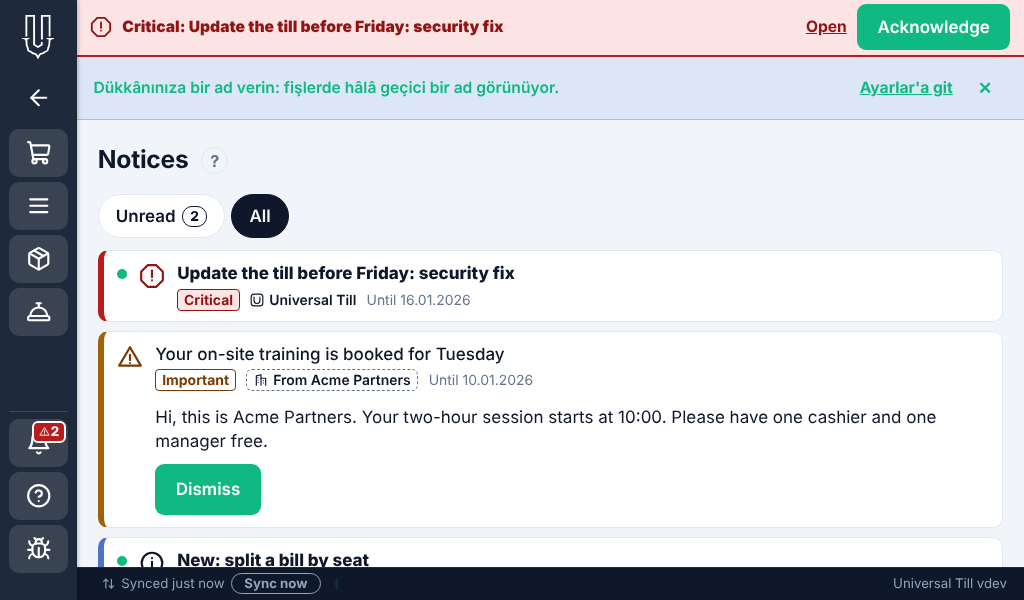 Critical: Update the till before Friday: security fix
Open
Acknowledge
Dükkânınıza bir ad verin: fişlerde hâlâ geçici bir ad görünüyor.
Ayarlar'a git
×
Notices
?
Unread 2
All
Update the till before Friday: security fix
Critical
Universal Till
Until 16.01.2026
Your on-site training is booked for Tuesday
Important
From Acme Partners
Until 10.01.2026
Hi, this is Acme Partners. Your two-hour session starts at 10:00. Please have one cashier and one
manager free.
Dismiss
New: split a bill by seat
2
Synced just now
Sync now
Universal Till vdev